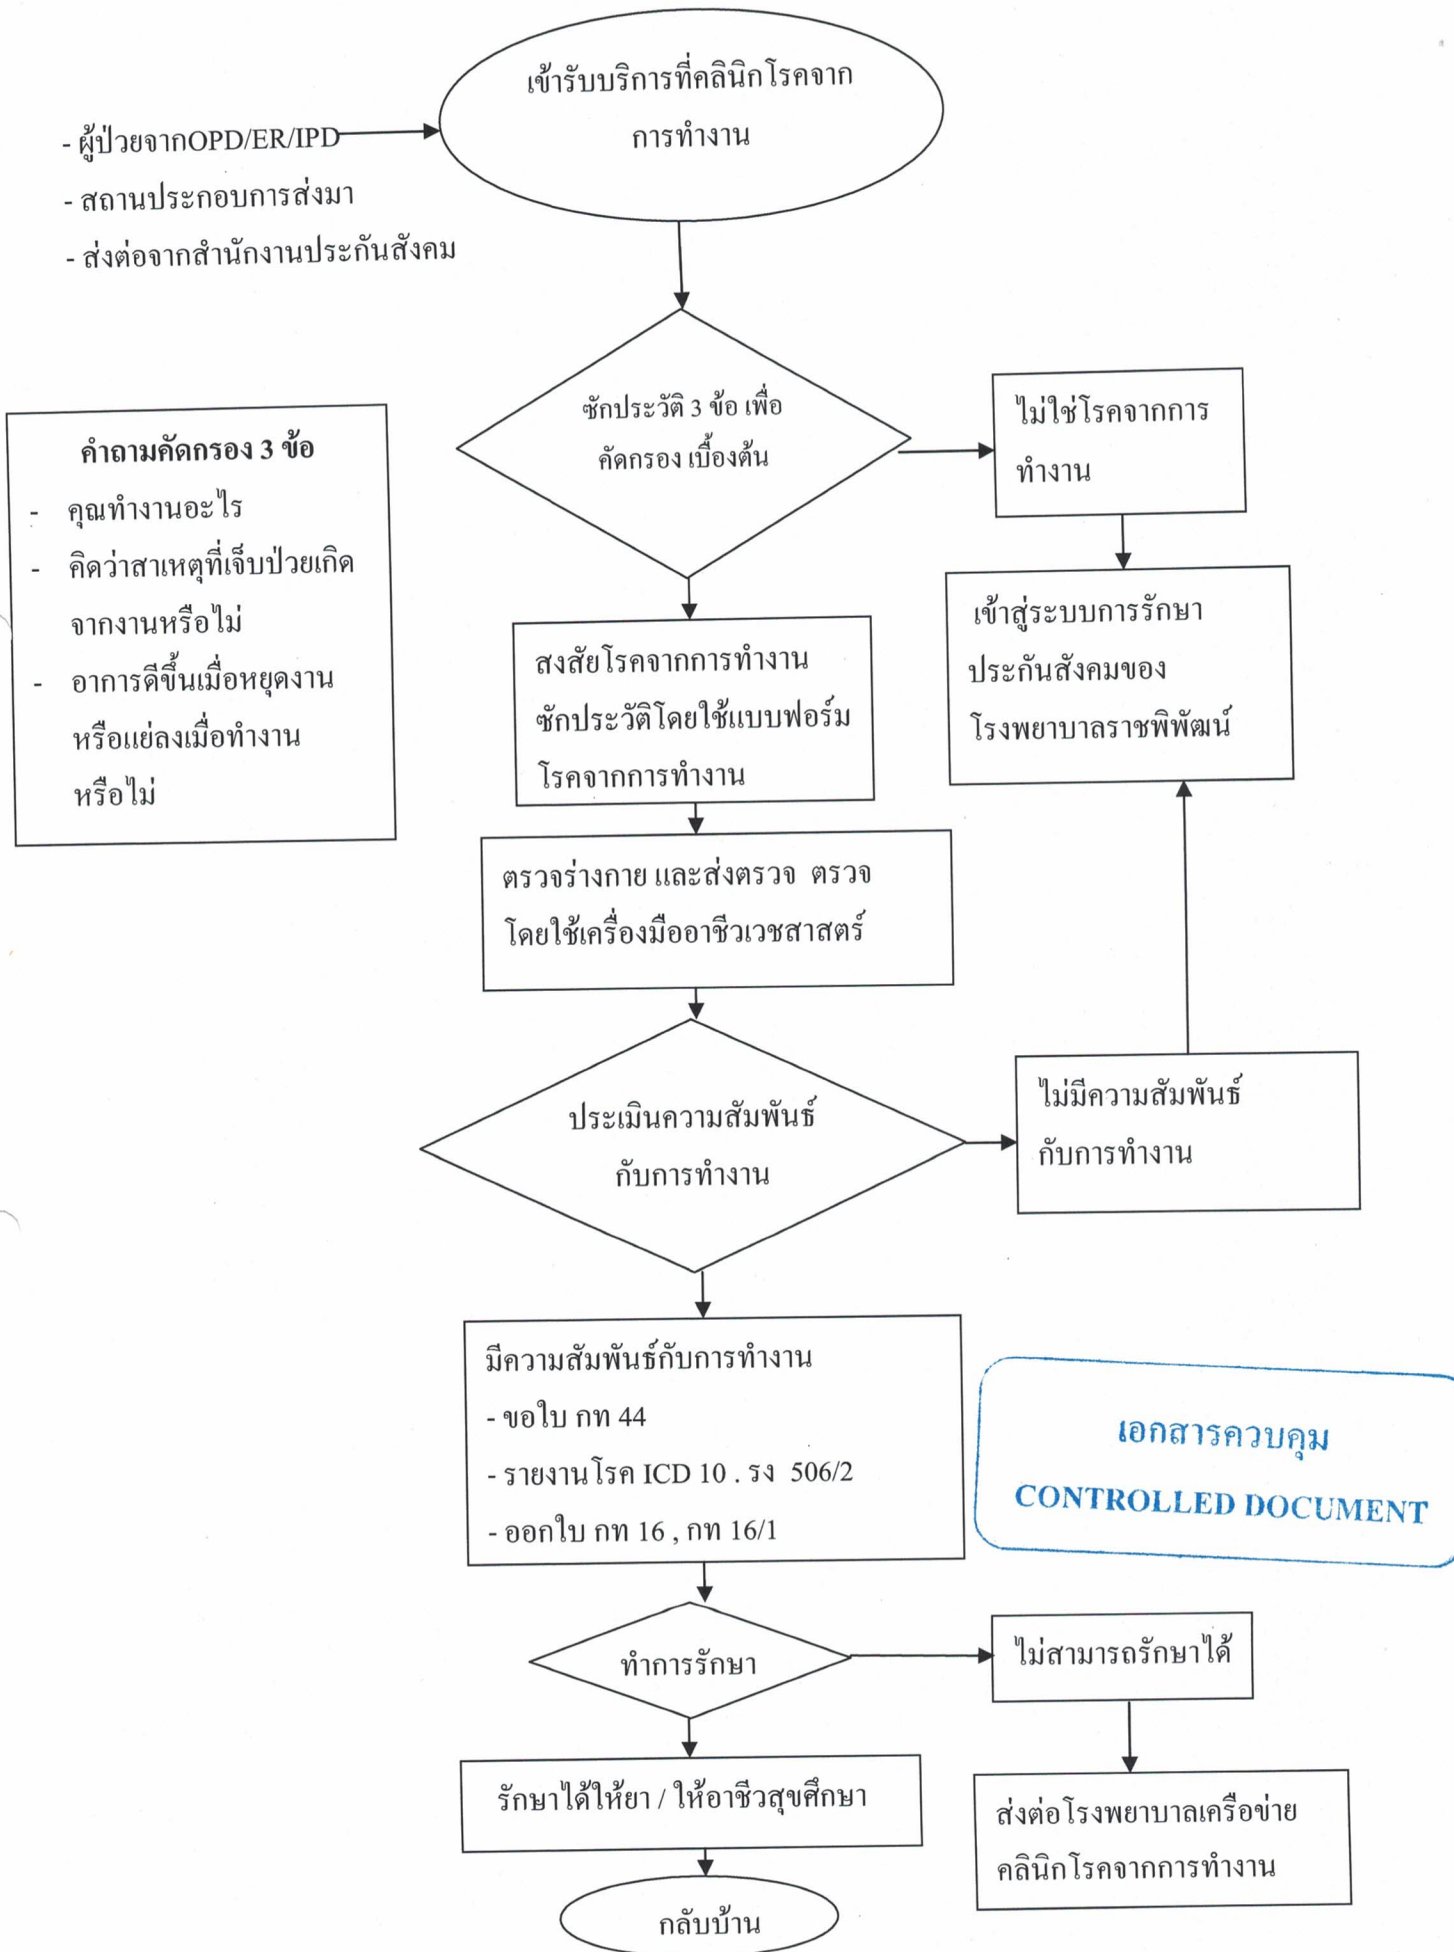 เข้ารับบริการที่คลินิกโรคจาก
การทำงาน
- ผู้ป่วยจากOPD/ER/IPD
- สถานประกอบการส่งมา
- ส่งต่อจากสำนักงานประกันสังคม
ซักประวัติ 3 ข้อ เพื่อ
คัดกรอง เบื้องต้น
ไม่ใช่โรคจากการ
ทำงาน
คำถามคัดกรอง 3 ข้อ
- คุณทำงานอะไร
- คิดว่าสาเหตุที่เจ็บป่วยเกิด
จากงานหรือไม่
- อาการดีขึ้นเมื่อหยุดงาน
หรือแย่ลงเมื่อทำงาน
หรือไม่
เข้าสู่ระบบการรักษา
ประกันสังคมของ
โรงพยาบาลราชพิพัฒน์
สงสัยโรคจากการทำงาน
ซักประวัติโดยใช้แบบฟอร์ม
โรคจากการทำงาน
ตรวจร่างกาย และส่งตรวจ ตรวจ
โดยใช้เครื่องมืออาชีวเวชสาสตร์
ประเมินความสัมพันธ์
กับการทำงาน
ไม่มีความสัมพันธ์
กับการทำงาน
มีความสัมพันธ์กับการทำงาน
- ขอใบ กท 44
- รายงานโรค ICD 10 . รง 506/2
- ออกใบ กท 16 , กท 16/1
เอกสารควบคุม
CONTROLLED DOCUMENT
ทำการรักษา
ไม่สามารถรักษาได้
รักษาได้ให้ยา / ให้อาชีวสุขศึกษา
ส่งต่อโรงพยาบาลเครือข่าย
คลินิกโรคจากการทำงาน
กลับบ้าน